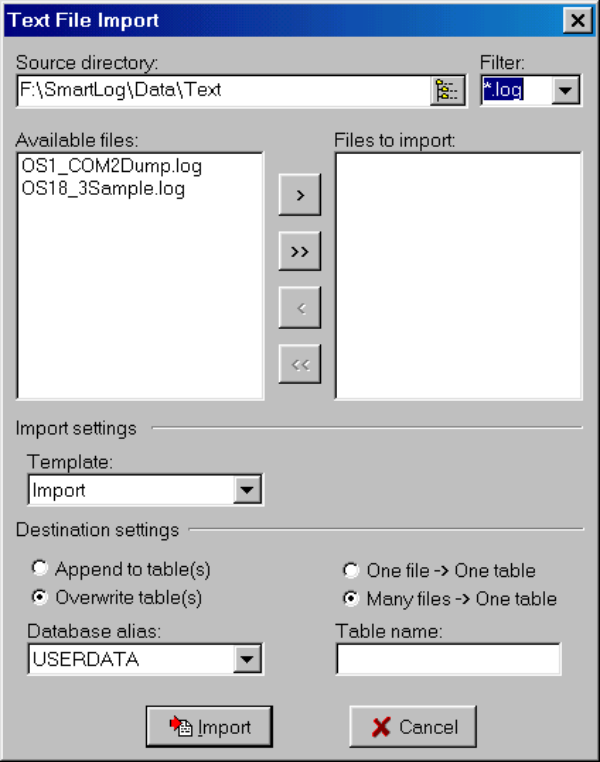 Text File Import
Source directory: Filter:
F:\SmartLog\Data\Text *.log
Available files: Files to import:
OS1_COM2Dump.log
OS18_3Sample.log
>
>>
<
<<
Import settings
Template:
Import
Destination settings
Append to table(s) One file -> One table
Overwrite table(s) Many files -> One table
Database alias: Table name:
USERDATA
Import Cancel